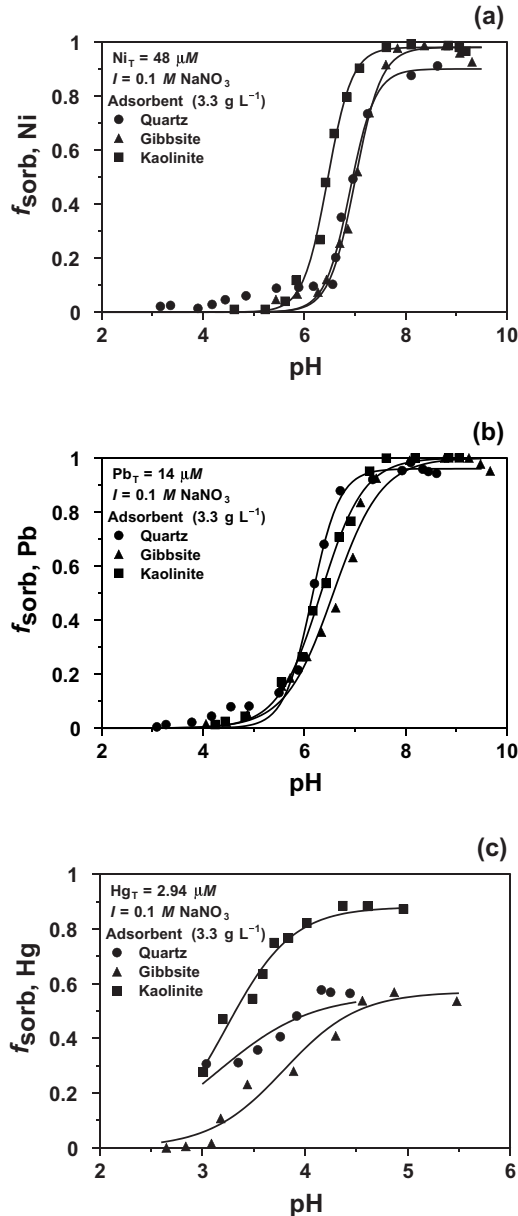 (a)
Ni_T = 48 μM
I = 0.1 M NaNO₃
Adsorbent (3.3 g L⁻¹)
Quartz
Gibbsite
Kaolinite
f_sorb, Ni
1
0.8
0.6
0.4
0.2
0
2 4 6 8 10
pH
(b)
Pb_T = 14 μM
I = 0.1 M NaNO₃
Adsorbent (3.3 g L⁻¹)
Quartz
Gibbsite
Kaolinite
f_sorb, Pb
1
0.8
0.6
0.4
0.2
0
2 4 6 8 10
pH
(c)
Hg_T = 2.94 μM
I = 0.1 M NaNO₃
Adsorbent (3.3 g L⁻¹)
Quartz
Gibbsite
Kaolinite
f_sorb, Hg
1
0.8
0.6
0.4
0.2
0
2 3 4 5 6
pH